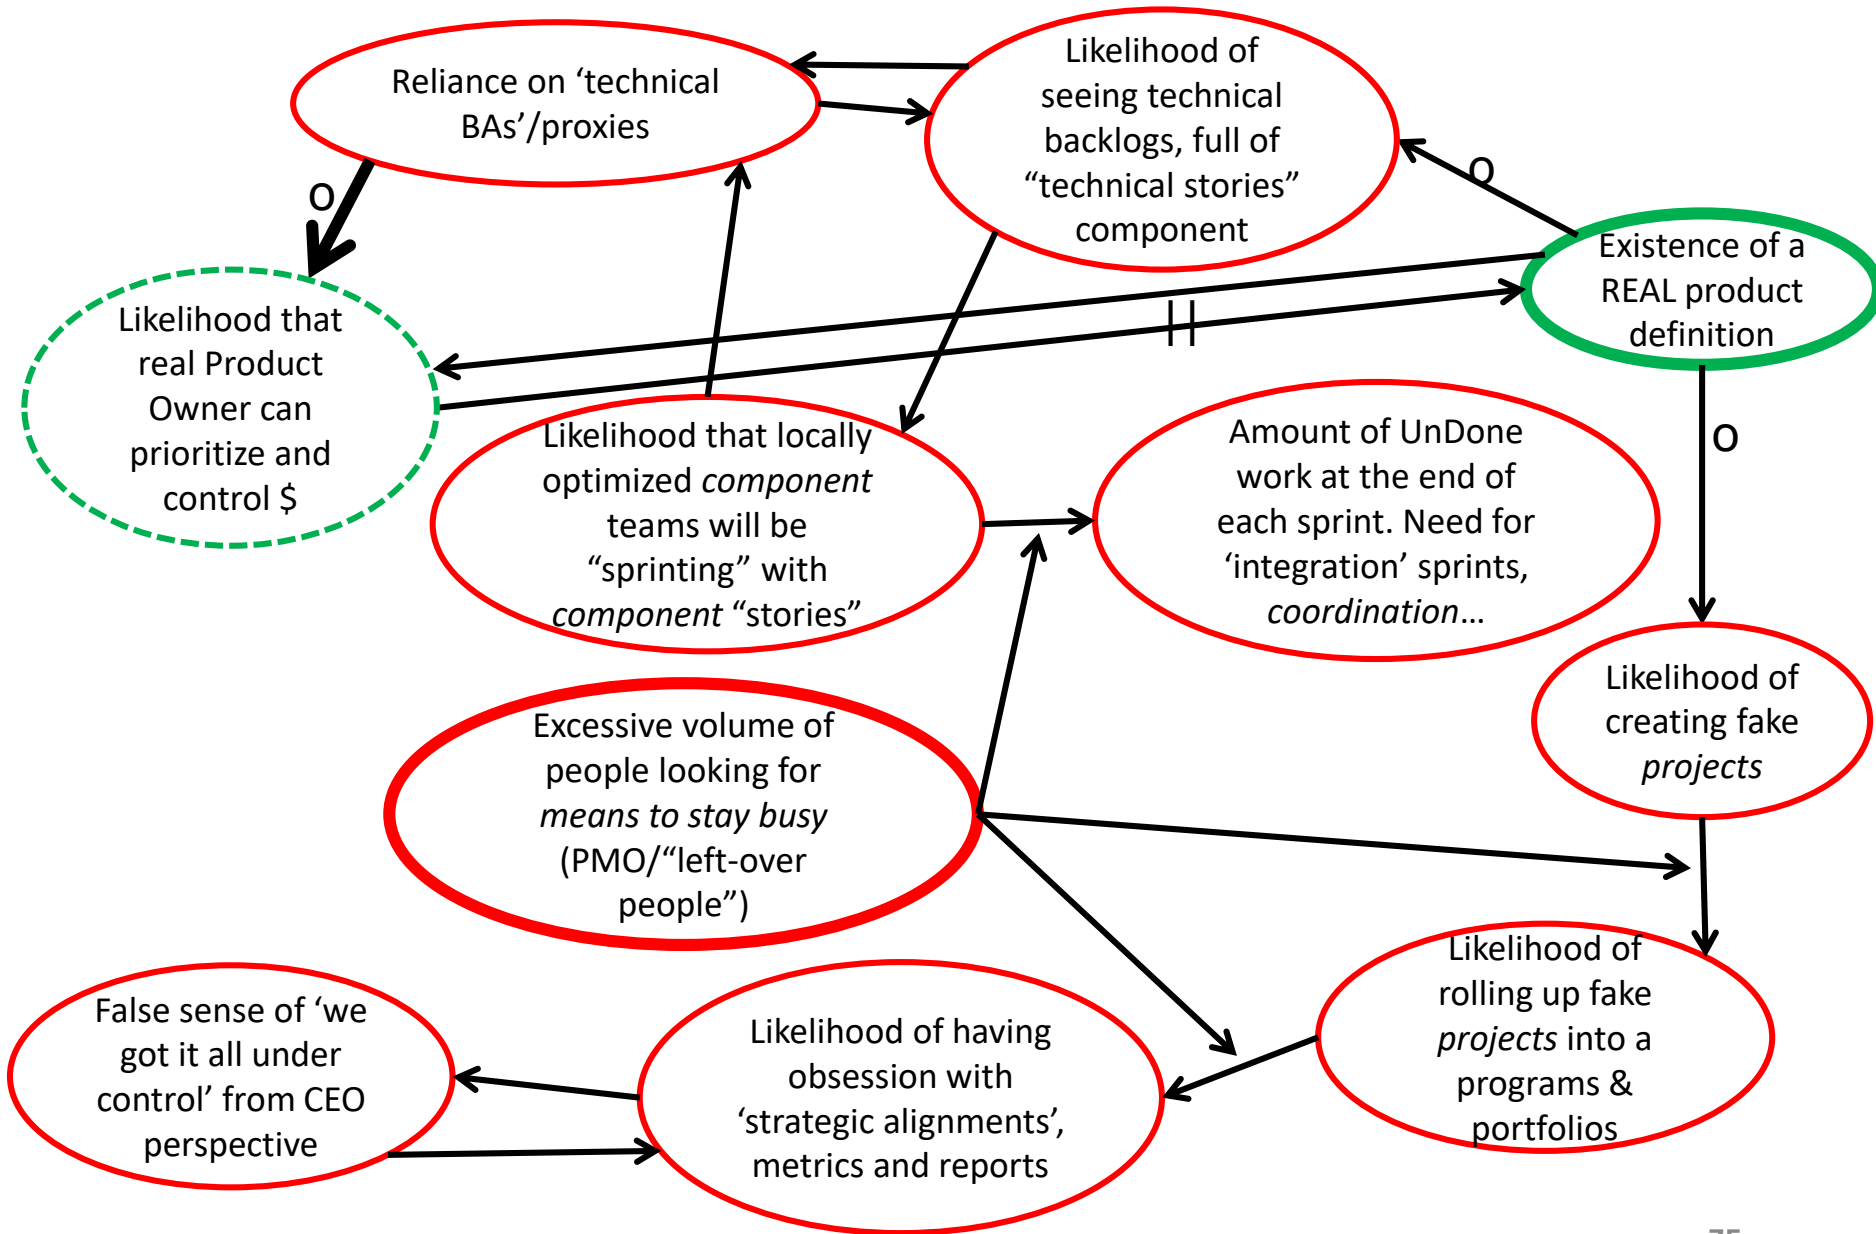 Reliance on ‘technical
BAs’/proxies
Likelihood of
seeing technical
backlogs, full of
“technical stories”
component
O
O
Existence of a
REAL product
definition
Likelihood that
real Product
Owner can
prioritize and
control $
||
O
Likelihood that locally
optimized component
teams will be
“sprinting” with
component “stories”
Amount of UnDone
work at the end of
each sprint. Need for
‘integration’ sprints,
coordination…
Likelihood of
creating fake
projects
Excessive volume of
people looking for
means to stay busy
(PMO/“left-over
people”)
Likelihood of
rolling up fake
projects into a
programs &
portfolios
False sense of ‘we
got it all under
control’ from CEO
perspective
Likelihood of having
obsession with
‘strategic alignments’,
metrics and reports